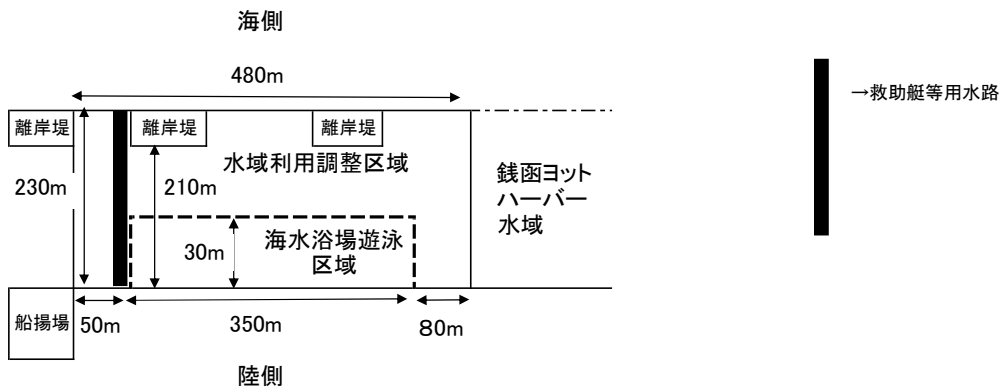 海側
480m
→救助艇等用水路
離岸堤
離岸堤
離岸堤
水域利用調整区域
銭函ヨット
ハーバー
水域
230m
210m
30m
海水浴場遊泳
区域
船揚場
50m
350m
80m
陸側